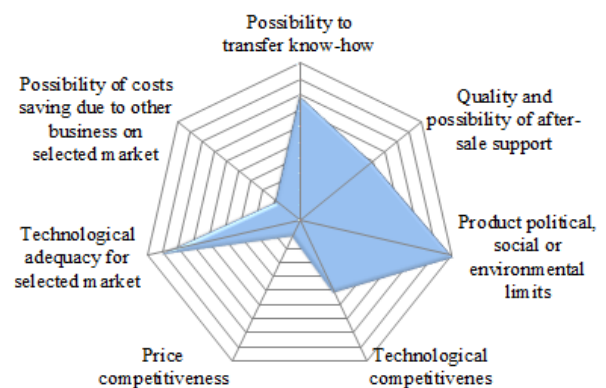 Possibility to
transfer know-how
Quality and
possibility of after-
sale support
Product political,
social or
environmental
limits
Technological
competitivenes
Price
competitiveness
Technological
adequacy for
selected market
Possibility of costs
saving due to other
business on
selected market